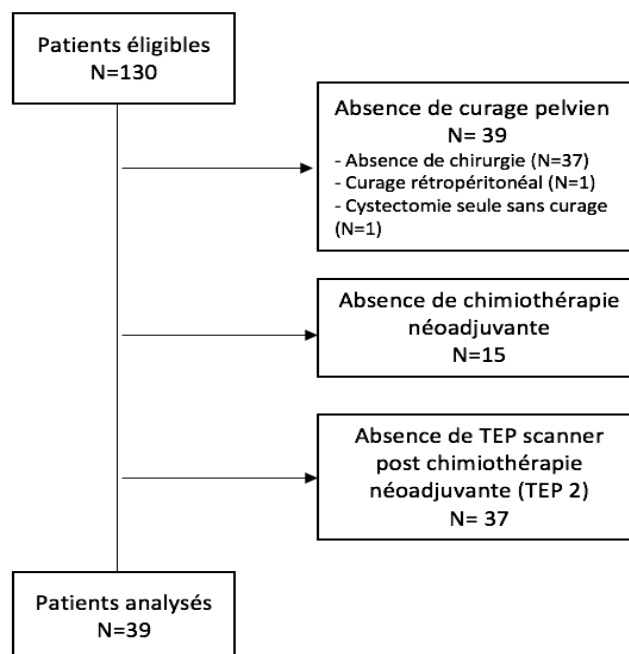 Patients éligibles
N=130
Absence de curage pelvien
N= 39
- Absence de chirurgie (N=37)
- Curage rétropéritonéal (N=1)
- Cystectomie seule sans curage
(N=1)
Absence de chimiothérapie
néoadjuvante
N=15
Absence de TEP scanner
post chimiothérapie
néoadjuvante (TEP 2)
N= 37
Patients analysés
N=39